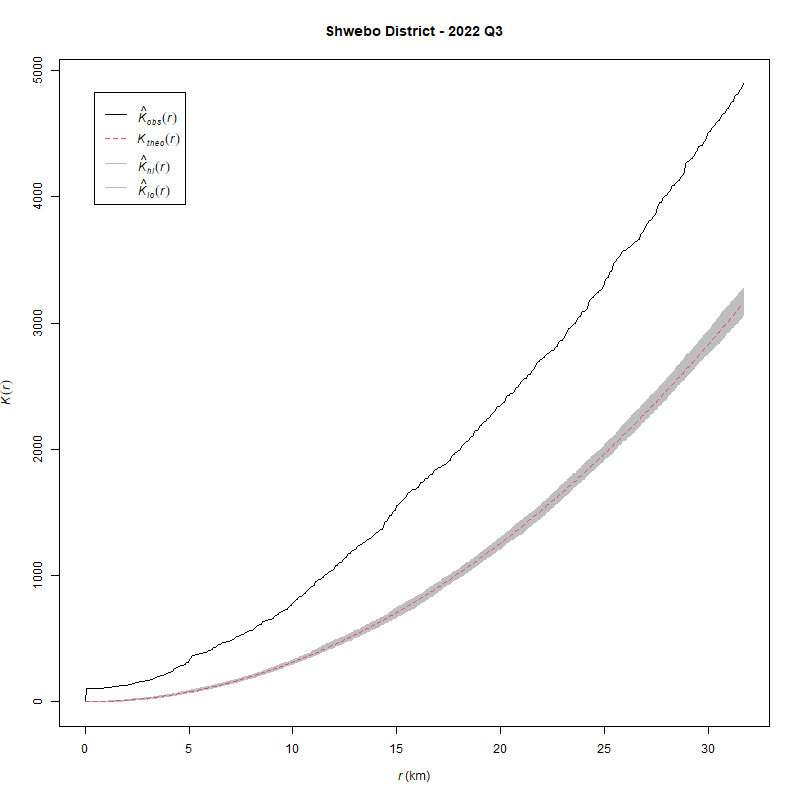 Shwebo District - 2022 Q3
K̂obs(r)
Ktheo(r)
K̂hi(r)
K̂lo(r)
K(r)
0
1000
2000
3000
4000
5000
0 5 10 15 20 25 30
r (km)